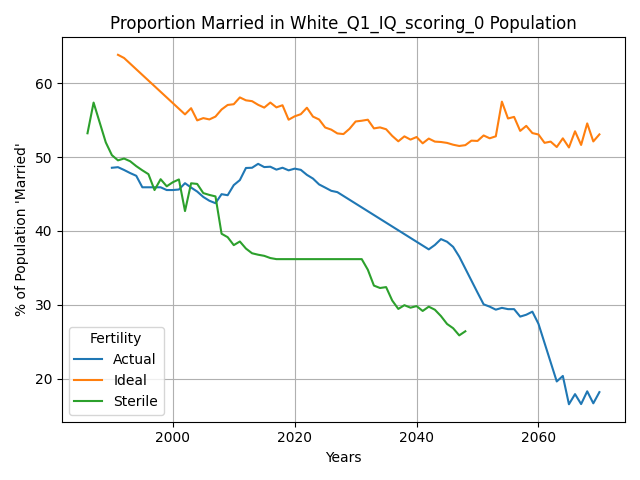 Proportion Married in White_Q1_IQ_scoring_0 Population
% of Population 'Married'
60
50
40
30
20
Fertility
Actual
Ideal
Sterile
2000
2020
2040
2060
Years